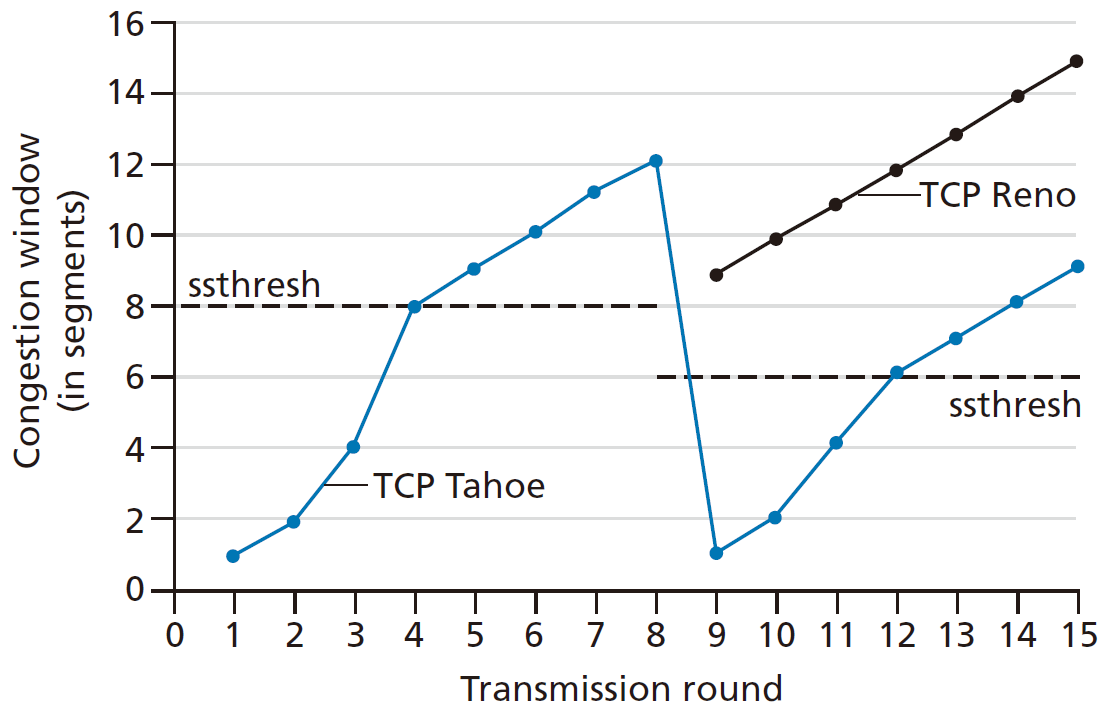 16
14
12
10
8
6
4
2
0
Congestion window
(in segments)
ssthresh
TCP Reno
ssthresh
TCP Tahoe
0 1 2 3 4 5 6 7 8 9 10 11 12 13 14 15
Transmission round